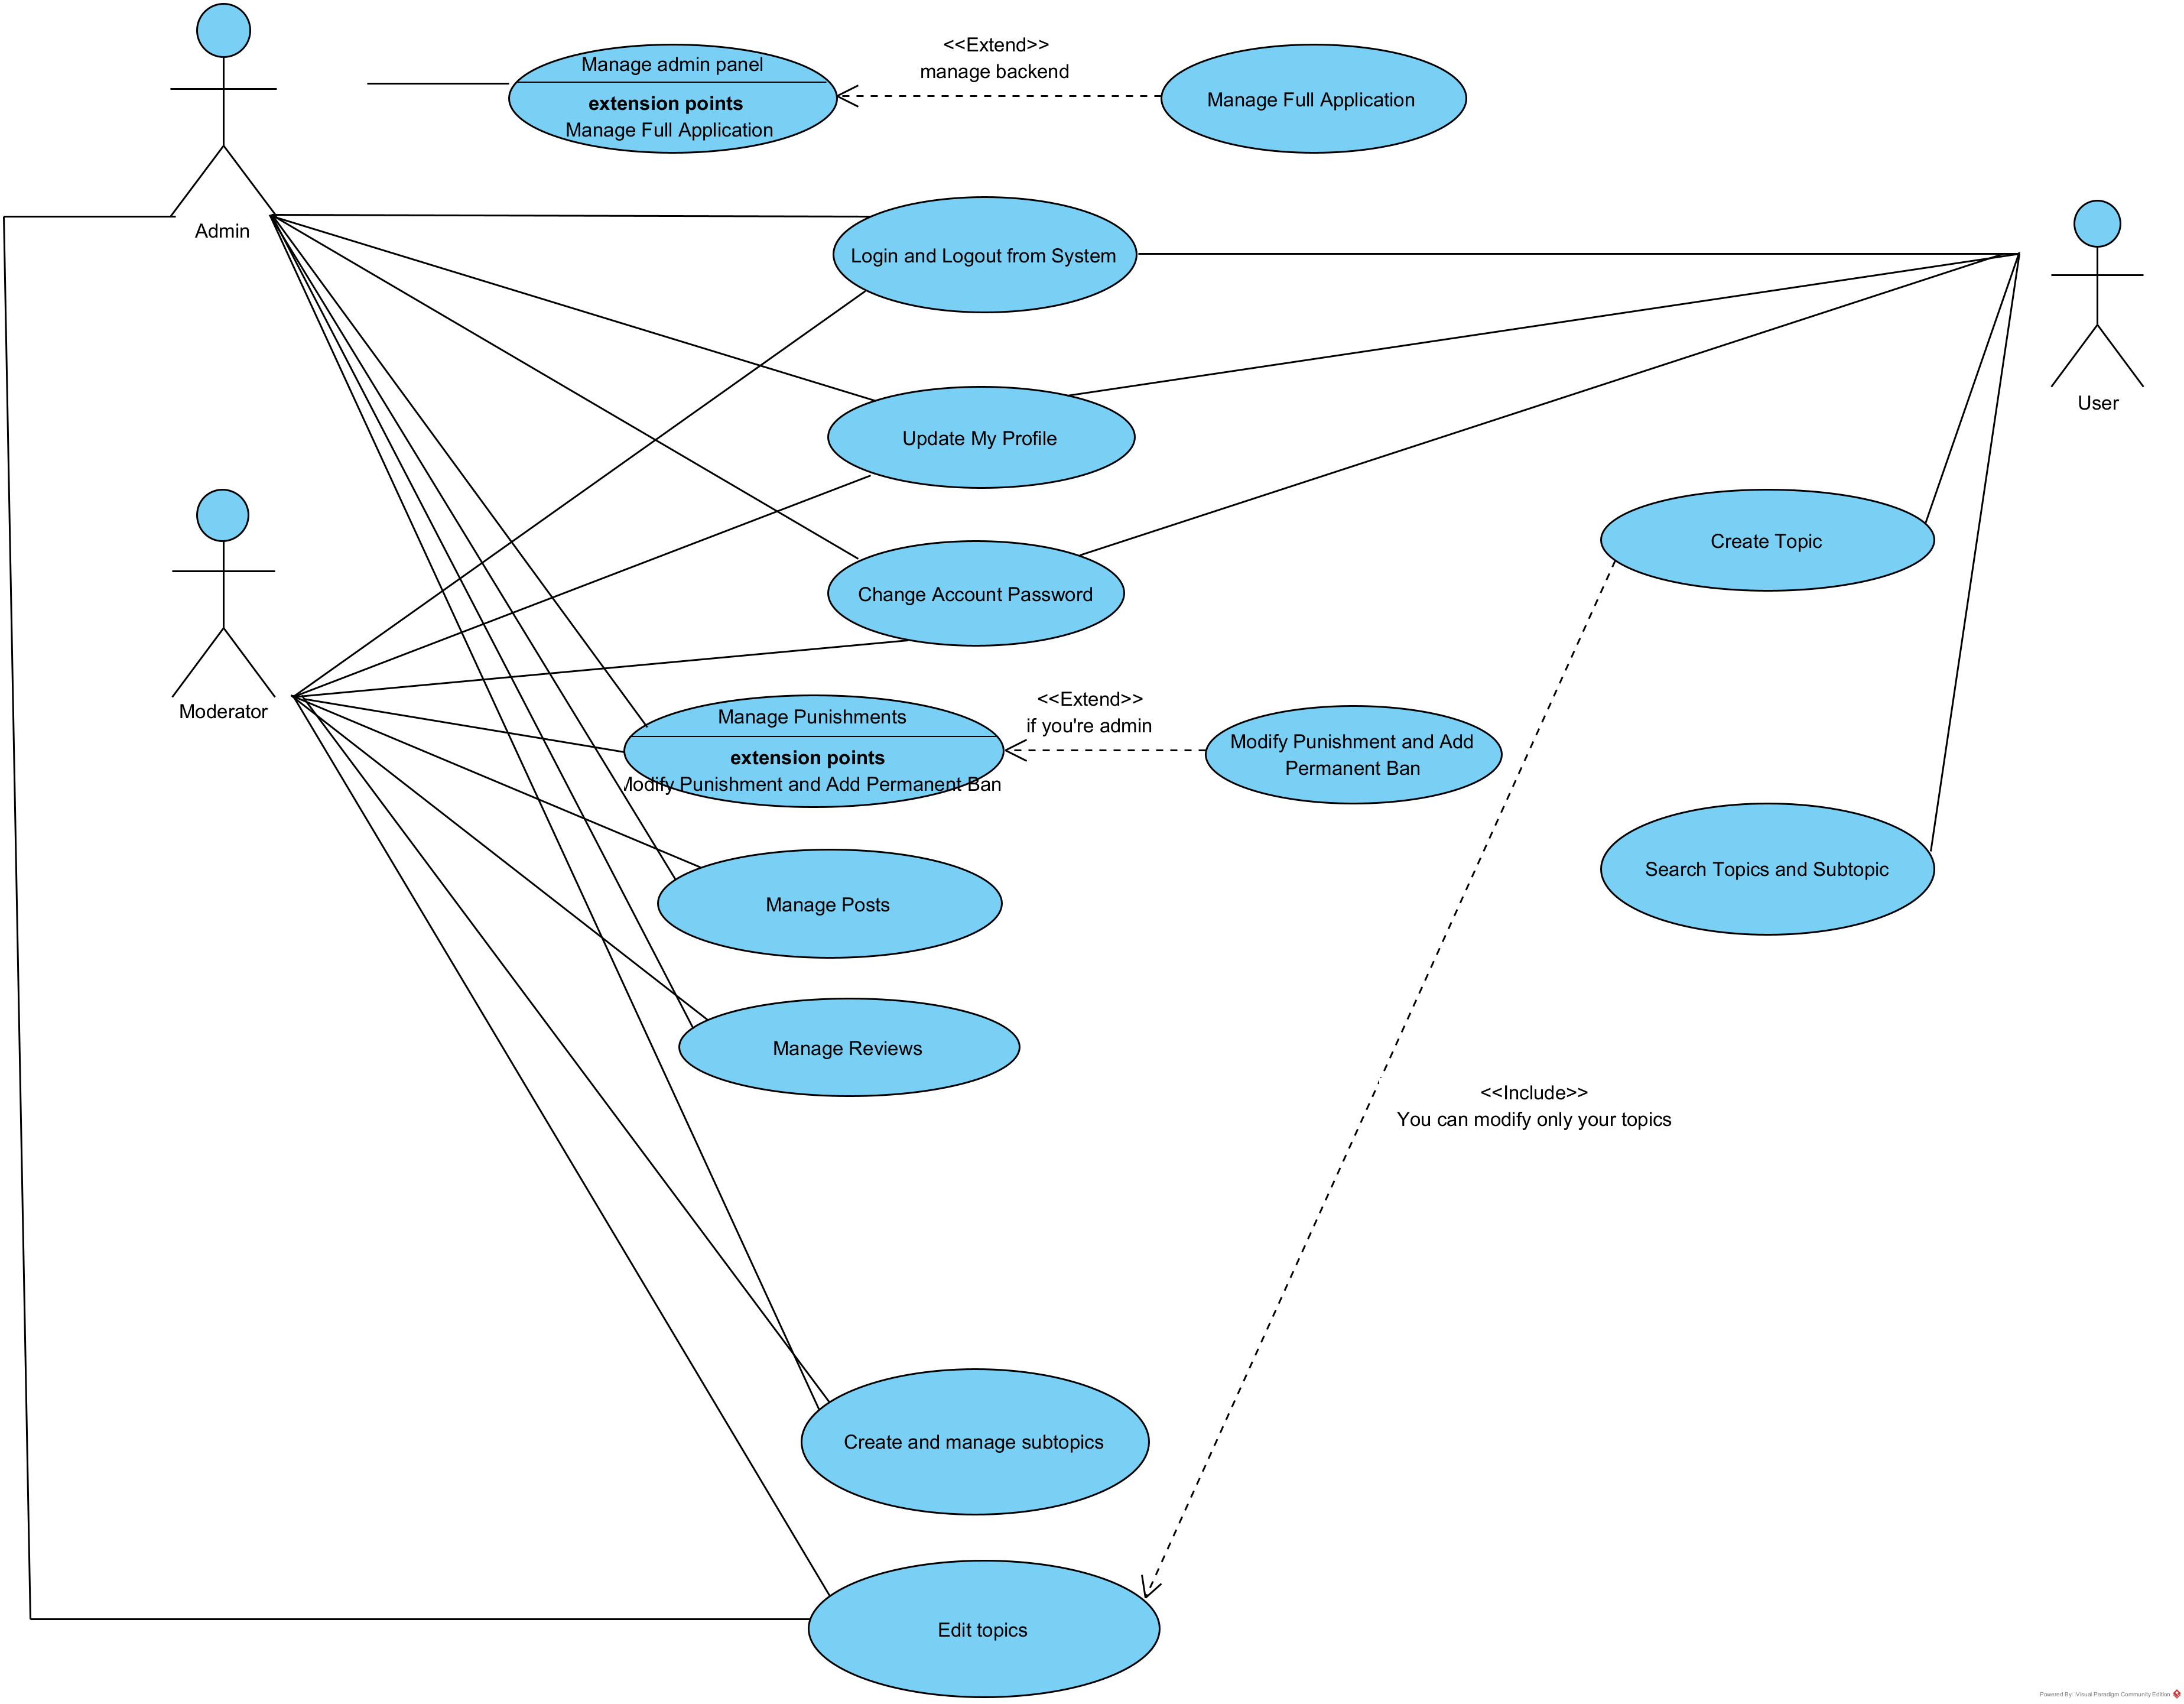 <<Extend>>
manage backend
Manage admin panel
extension points
Manage Full Application
Manage Full Application
Admin
Login and Logout from System
User
Update My Profile
Create Topic
Change Account Password
Moderator
<<Extend>>
if you're admin
Manage Punishments
extension points
Modify Punishment and Add Permanent Ban
Modify Punishment and Add
Permanent Ban
Search Topics and Subtopic
Manage Posts
Manage Reviews
<<Include>>
You can modify only your topics
Create and manage subtopics
Edit topics
Powered By: Visual Paradigm Community Edition